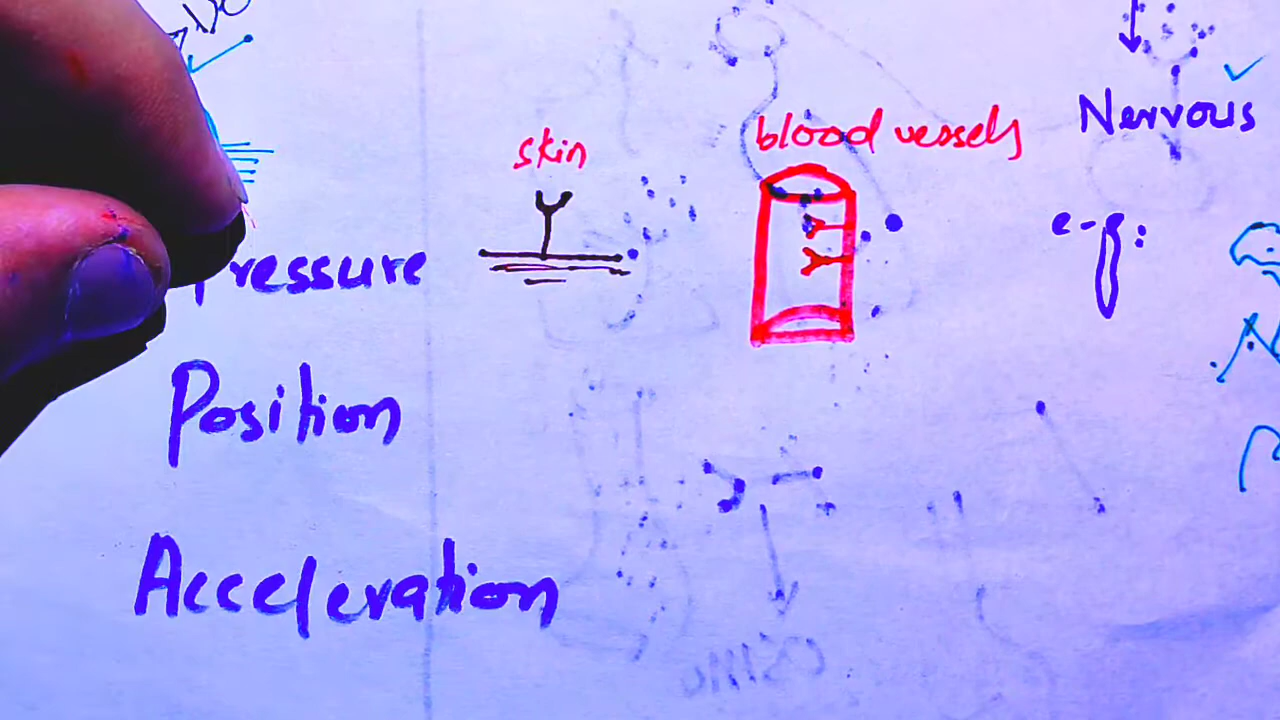 skin
blood vessels
Nervous
Pressure
e-g:
Position
Acceleration